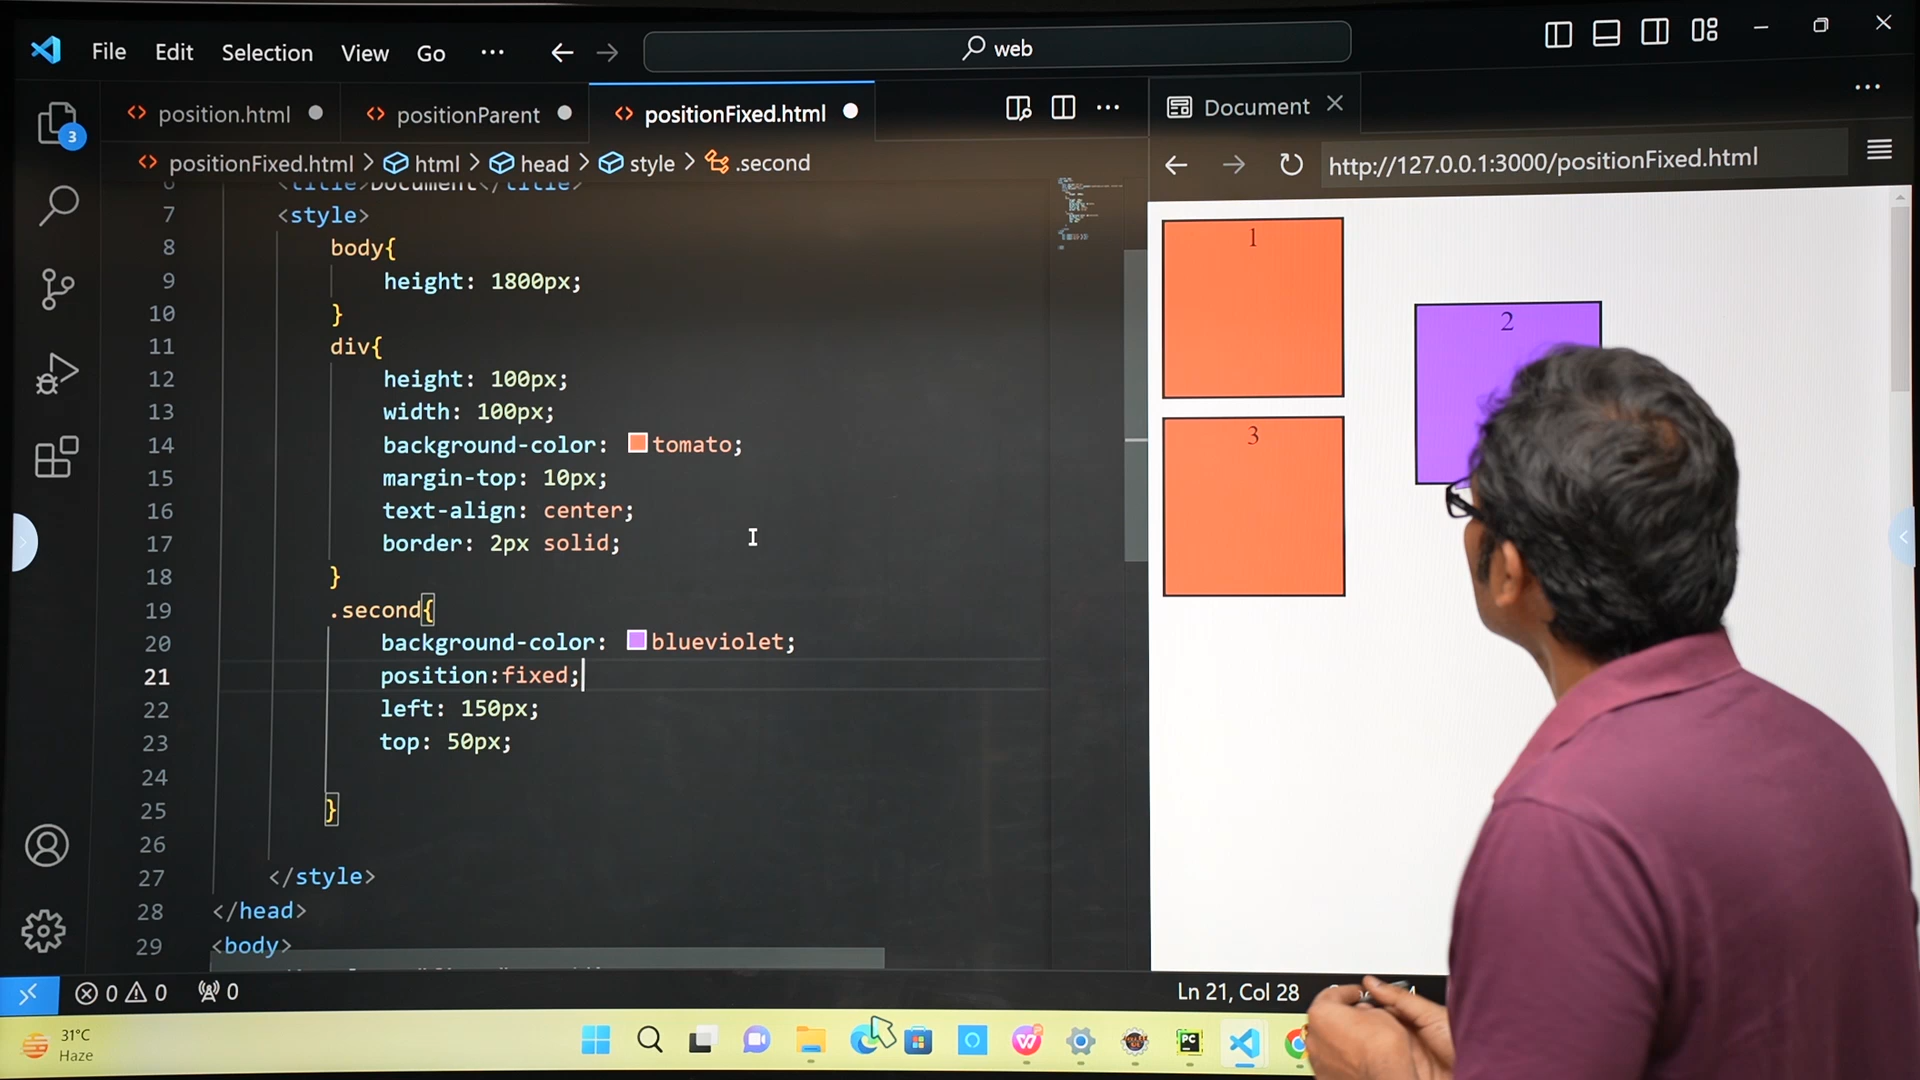 File Edit Selection View Go ··· web
position.html positionParent positionFixed.html ··· Document
positionFixed.html > html > head > style > .second
http://127.0.0.1:3000/positionFixed.html
<title>Document</title>
7 <style>
8 body{
9 height: 1800px;
10 }
11 div{
12 height: 100px;
13 width: 100px;
14 background-color: tomato;
15 margin-top: 10px;
16 text-align: center;
17 border: 2px solid;
18 }
19 .second{
20 background-color: blueviolet;
21 position:fixed;
22 left: 150px;
23 top: 50px;
24
25 }
26
27 </style>
28 </head>
29 <body>
1
2
3
3
0 0 0
Ln 21, Col 28
31°C
Haze
PC